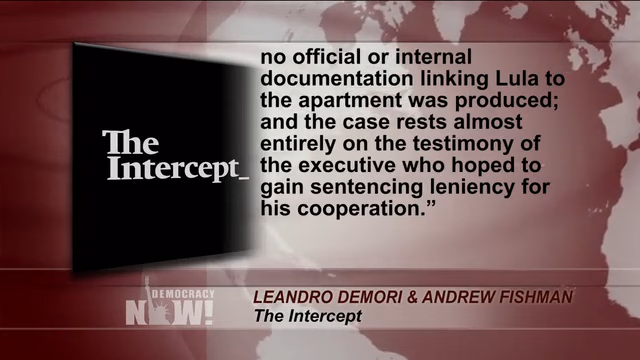 The
Intercept_
no official or internal
documentation linking Lula to
the apartment was produced;
and the case rests almost
entirely on the testimony of
the executive who hoped to
gain sentencing leniency for
his cooperation.”
DEMOCRACY
NOW!
LEANDRO DEMORI & ANDREW FISHMAN
The Intercept